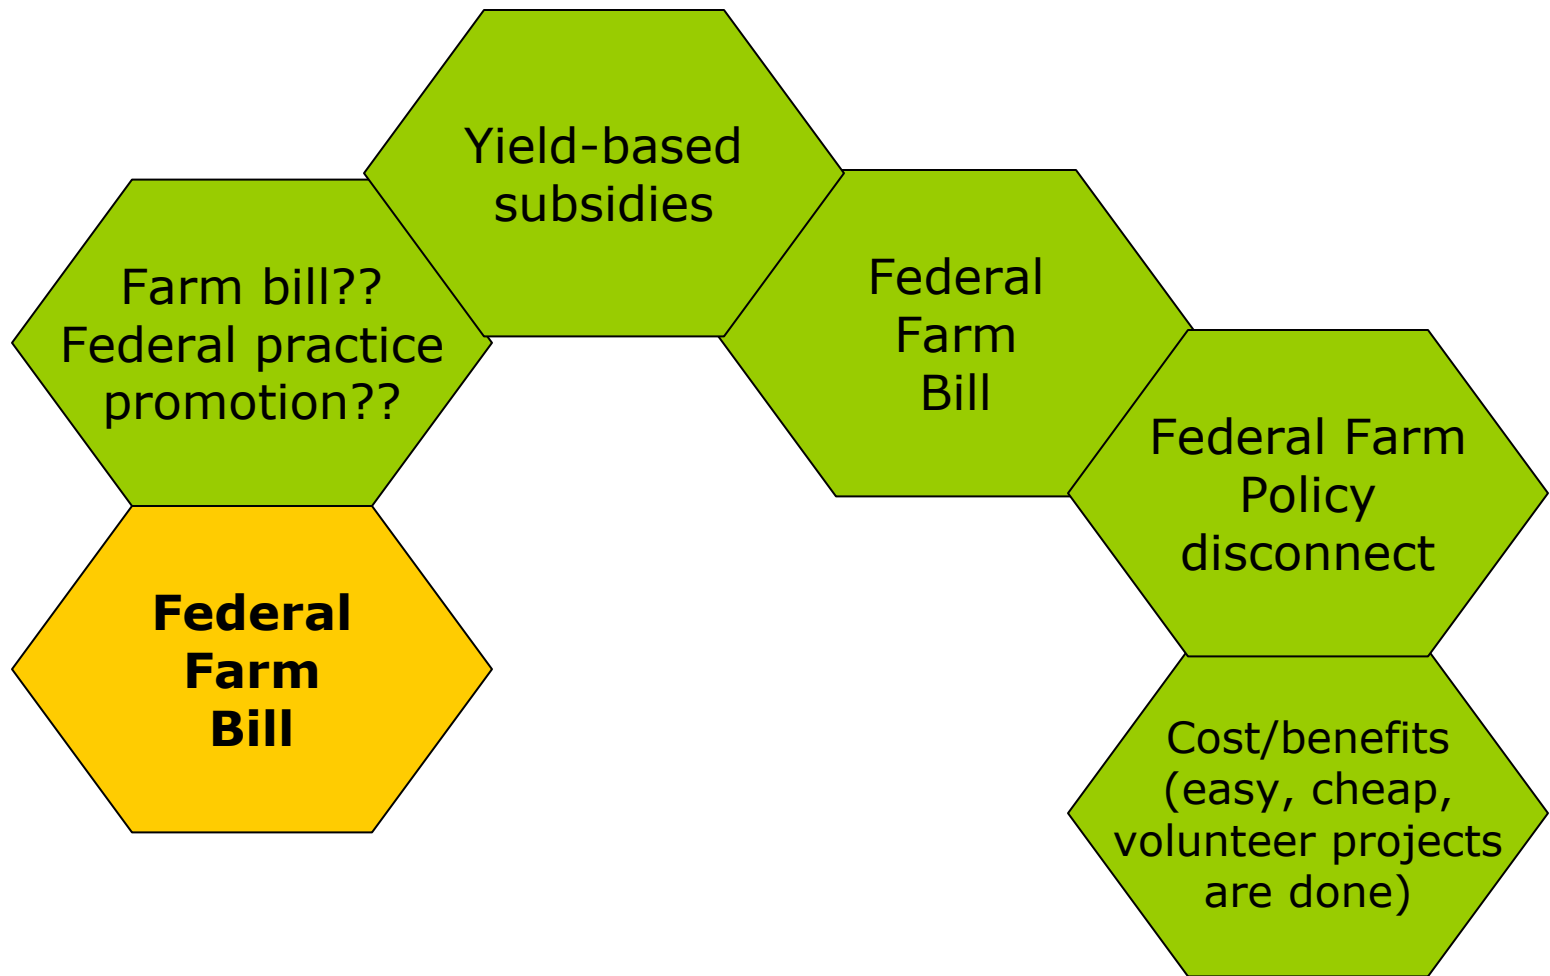 Yield-based
subsidies
Farm bill??
Federal practice
promotion??
Federal
Farm
Bill
Federal Farm
Policy
disconnect
Federal
Farm
Bill
Cost/benefits
(easy, cheap,
volunteer projects
are done)